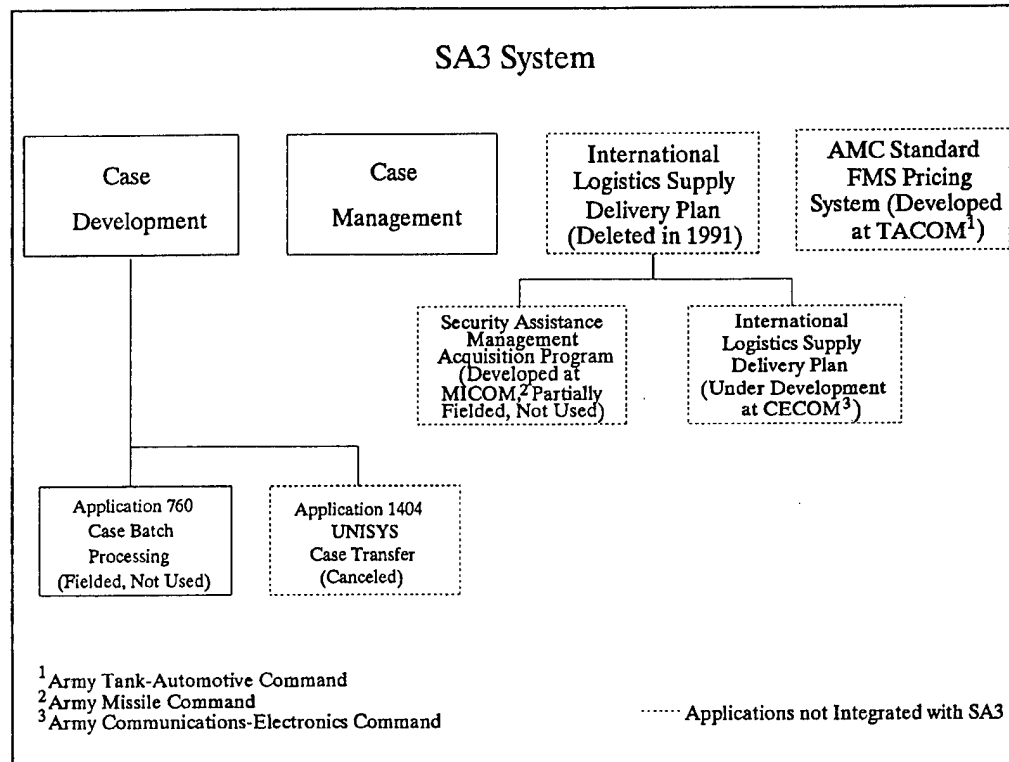 SA3 System
Case
Development
Case
Management
International
Logistics Supply
Delivery Plan
(Deleted in 1991)
AMC Standard
FMS Pricing
System (Developed
at TACOM¹)
Security Assistance
Management
Acquisition Program
(Developed at
MICOM,² Partially
Fielded, Not Used)
International
Logistics Supply
Delivery Plan
(Under Development
at CECOM³)
Application 760
Case Batch
Processing
(Fielded, Not Used)
Application 1404
UNISYS
Case Transfer
(Canceled)
¹Army Tank-Automotive Command
²Army Missile Command
³Army Communications-Electronics Command
Applications not Integrated with SA3